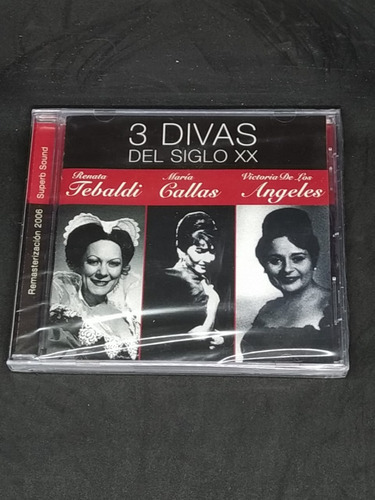 3 DIVAS
DEL SIGLO XX
Renata
Tebaldi
María
Callas
Victoria De Los
Angeles
Remasterización 2006
Superb Sound